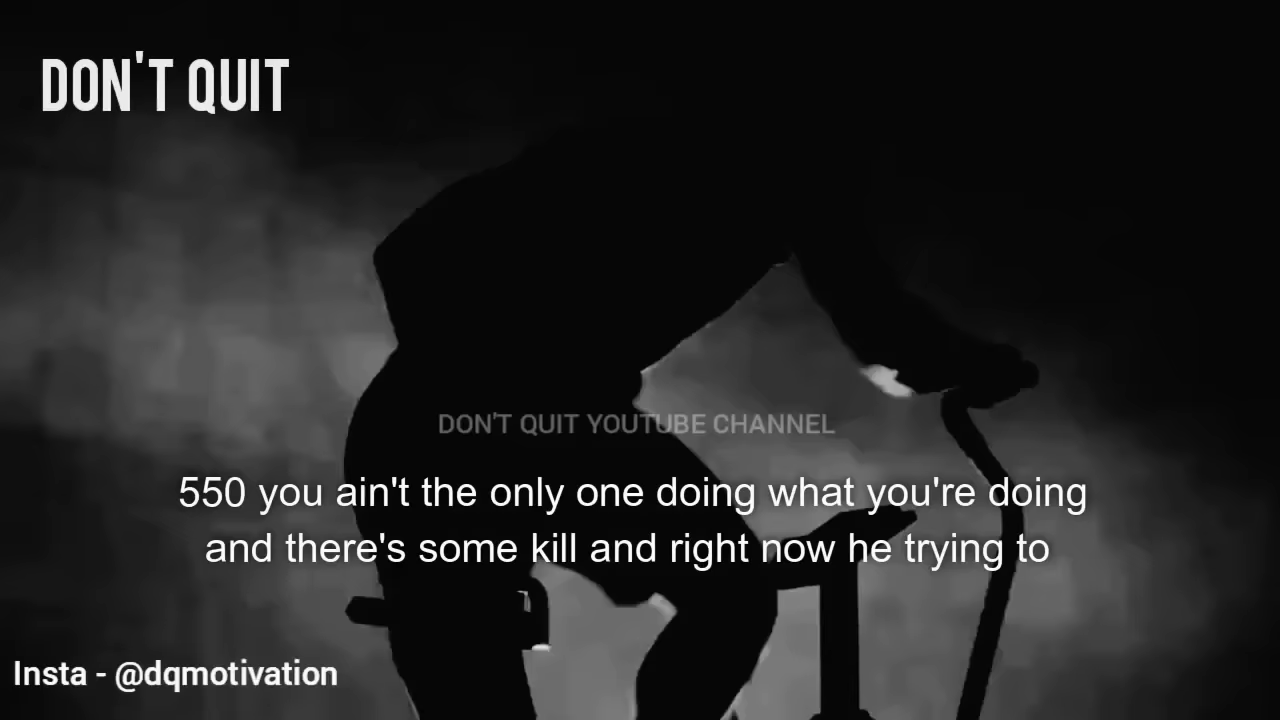 DON'T QUIT
DON'T QUIT YOUTUBE CHANNEL
550 you ain't the only one doing what you're doing
and there's some kill and right now he trying to
Insta - @dqmotivation